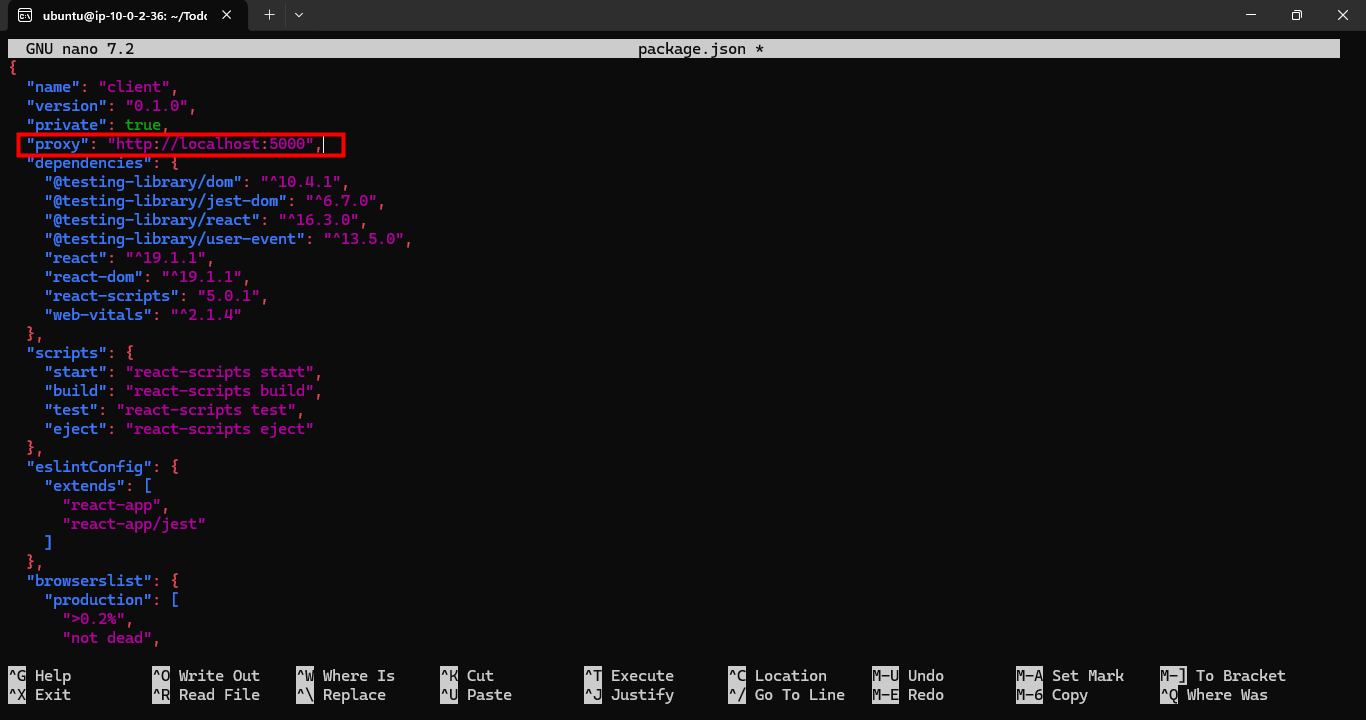 ubuntu@ip-10-0-2-36: ~/Todo
GNU nano 7.2 package.json *
{
"name": "client",
"version": "0.1.0",
"private": true,
"proxy": "http://localhost:5000",
"dependencies": {
"@testing-library/dom": "^10.4.1",
"@testing-library/jest-dom": "^6.7.0",
"@testing-library/react": "^16.3.0",
"@testing-library/user-event": "^13.5.0",
"react": "^19.1.1",
"react-dom": "^19.1.1",
"react-scripts": "5.0.1",
"web-vitals": "^2.1.4"
},
"scripts": {
"start": "react-scripts start",
"build": "react-scripts build",
"test": "react-scripts test",
"eject": "react-scripts eject"
},
"eslintConfig": {
"extends": [
"react-app",
"react-app/jest"
]
},
"browserslist": {
"production": [
">0.2%",
"not dead",
^G Help ^O Write Out ^W Where Is ^K Cut ^T Execute ^C Location M-U Undo M-A Set Mark M-] To Bracket
^X Exit ^R Read File ^\ Replace ^U Paste ^J Justify ^/ Go To Line M-E Redo M-6 Copy ^Q Where Was